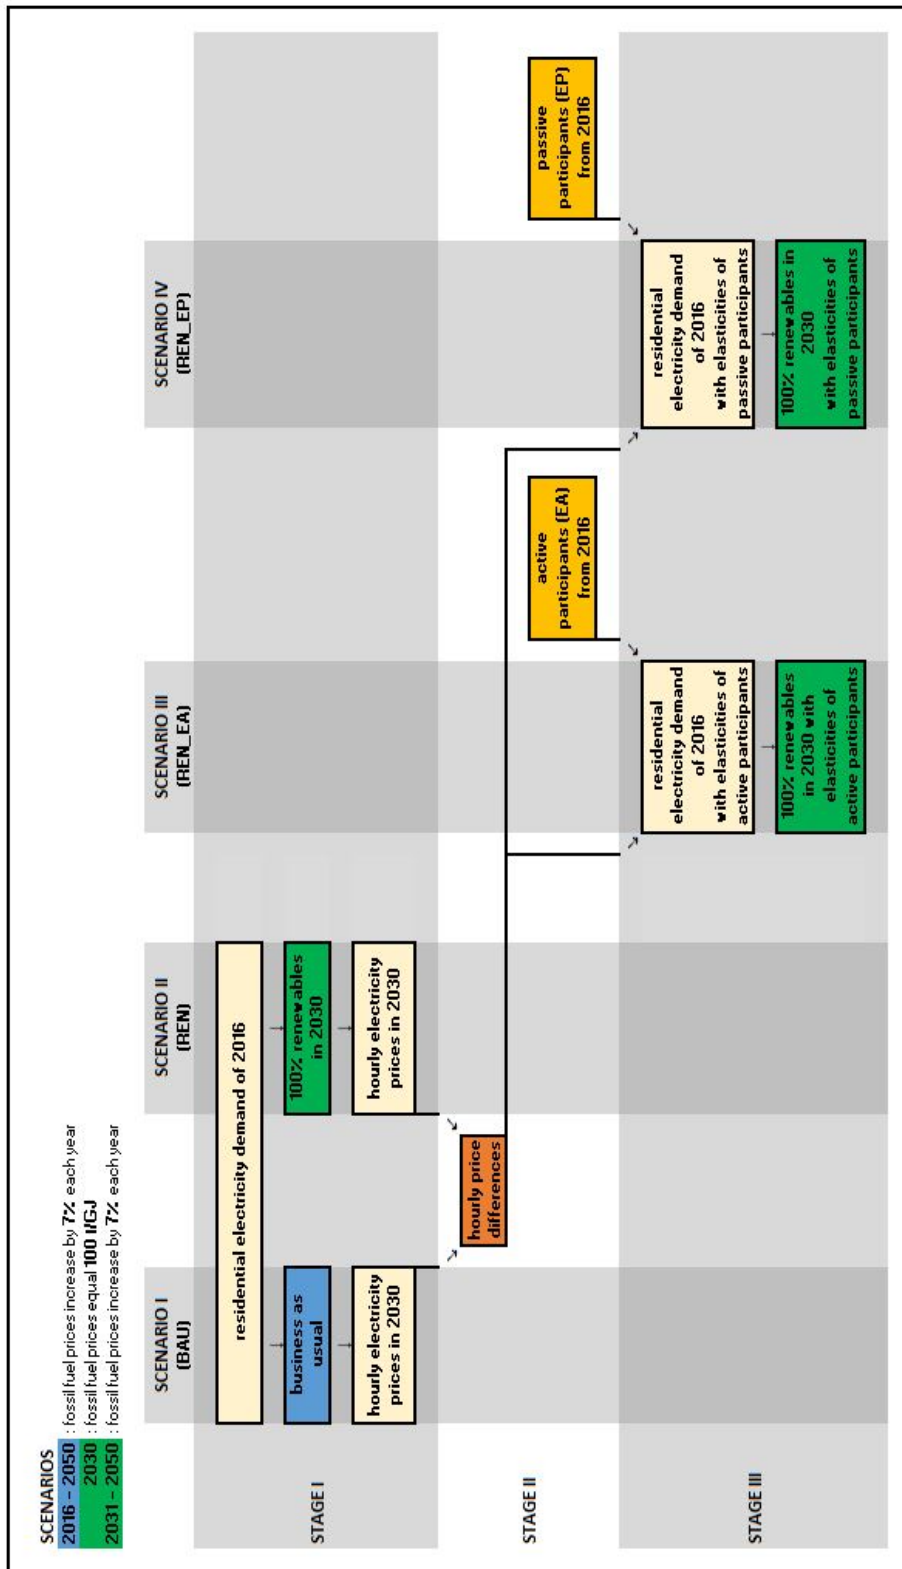 SCENARIOS
2016 – 2050 : fossil fuel prices increase by 7% each year
2030 : fossil fuel prices equal 100 I/GJ
2031 – 2050 : fossil fuel prices increase by 7% each year
SCENARIO I
(BAU)
SCENARIO II
(REN)
SCENARIO III
(REN_EA)
SCENARIO IV
(REN_EP)
STAGE I
residential electricity demand of 2016
business as
usual
100% renewables
in 2030
hourly electricity
prices in 2030
hourly electricity
prices in 2030
STAGE II
hourly price
differences
active
participants (EA)
from 2016
passive
participants (EP)
from 2016
STAGE III
residential
electricity demand
of 2016
with elasticities of
active participants
residential
electricity demand
of 2016
with elasticities of
passive participants
100% renewables
in 2030 with
elasticities of
active participants
100% renewables in
2030
with elasticities of
passive participants